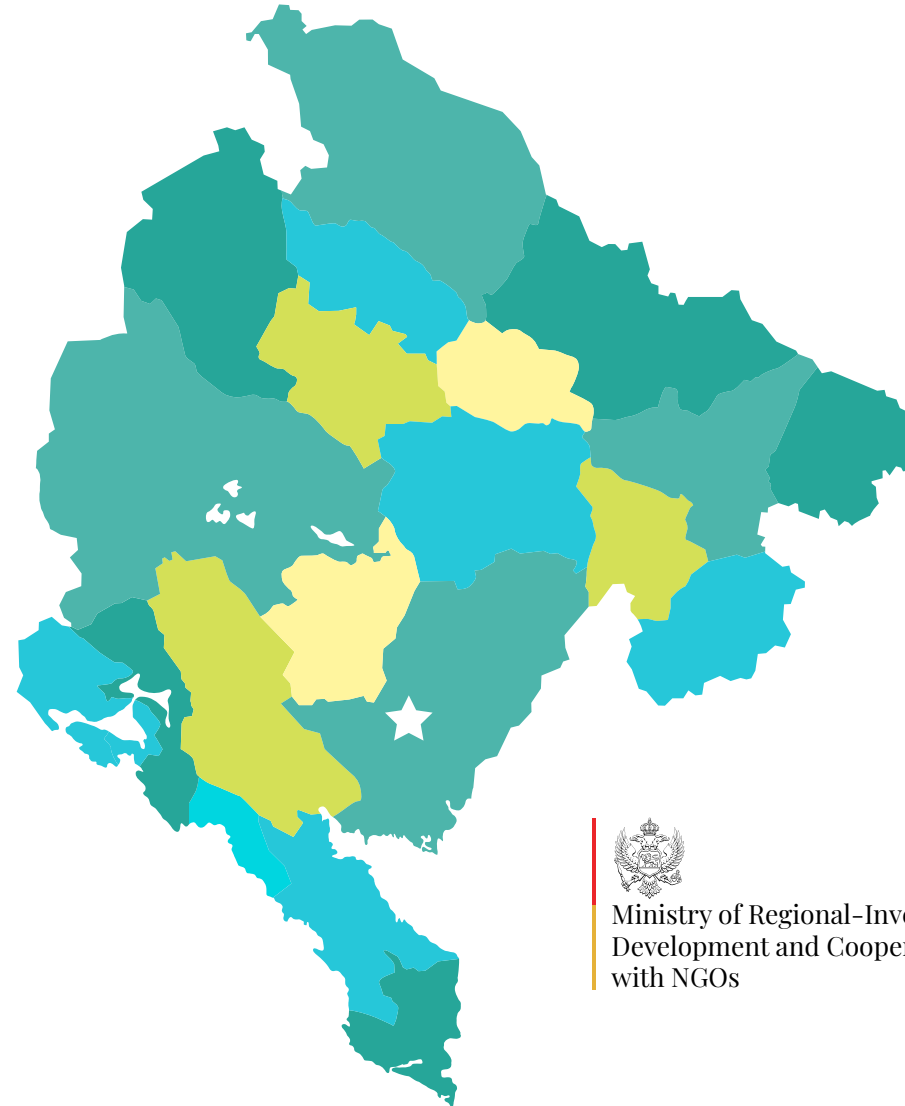 Ministry of Regional-Inve
Development and Cooper
with NGOs